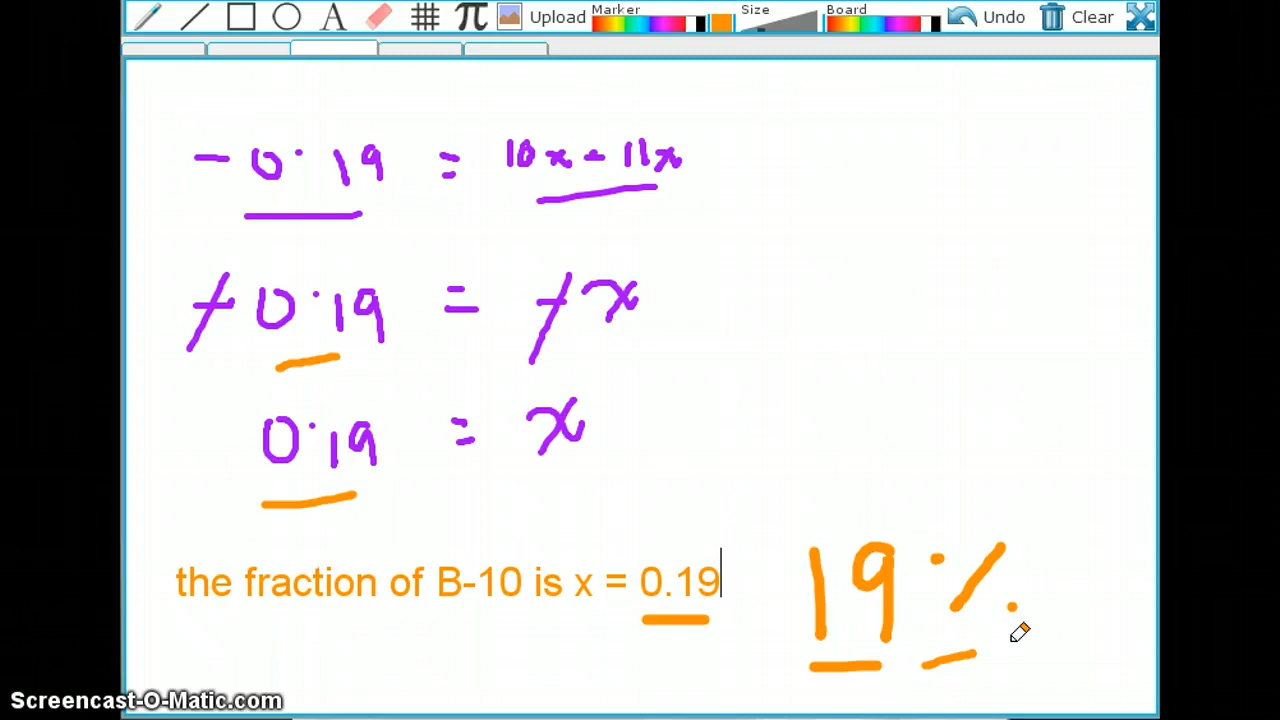 A π Upload Marker Size Board Undo Clear
- 0.19 = 10x - 11x
- 0.19 = - x
0.19 = x
the fraction of B-10 is x = 0.19
19 %
Screencast-O-Matic.com